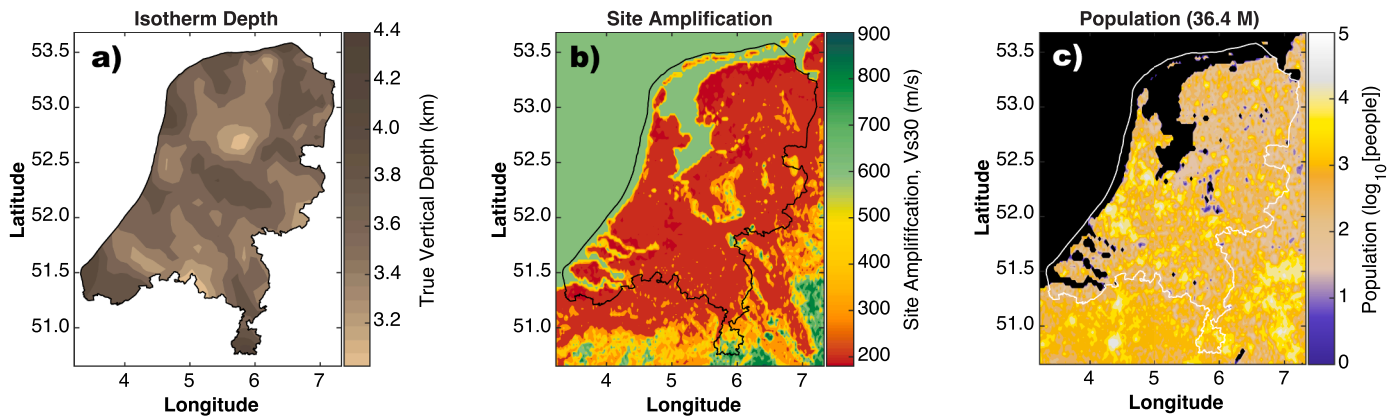 Isotherm Depth
a)
53.5
53.0
52.5
52.0
51.5
51.0
Latitude
4 5 6 7
Longitude
4.4
4.2
4.0
3.8
3.6
3.4
3.2
True Vertical Depth (km)
Site Amplification
b)
53.5
53.0
52.5
52.0
51.5
51.0
Latitude
4 5 6 7
Longitude
900
800
700
600
500
400
300
200
Site Ampliflification, Vs30 (m/s)
Population (36.4 M)
c)
53.5
53.0
52.5
52.0
51.5
51.0
Latitude
4 5 6 7
Longitude
5
4
3
2
1
0
Population (log10[people])